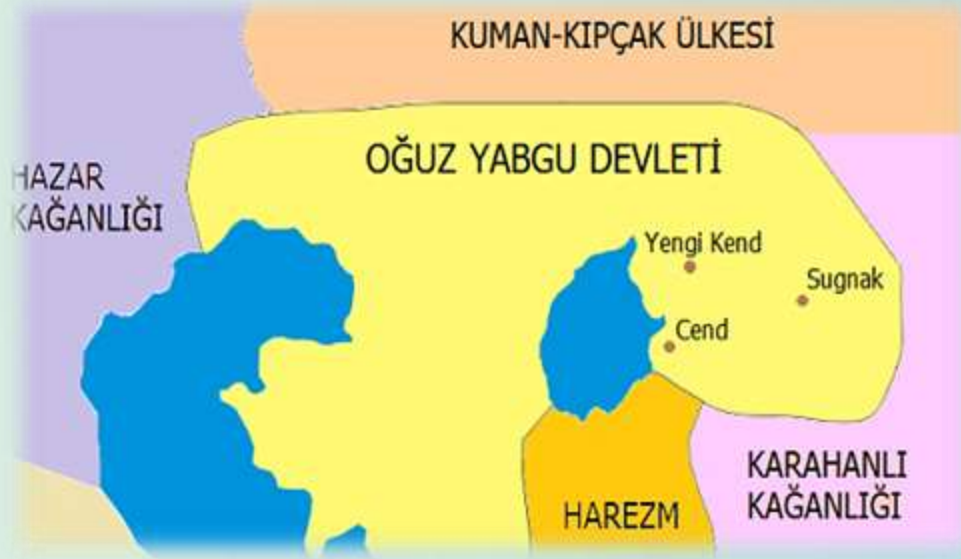 KUMAN-KIPÇAK ÜLKESİ
OĞUZ YABGU DEVLETİ
HAZAR
KAĞANLIĞI
Yengi Kend
Sugnak
Cend
KARAHANLI
KAĞANLIĞI
HAREZM